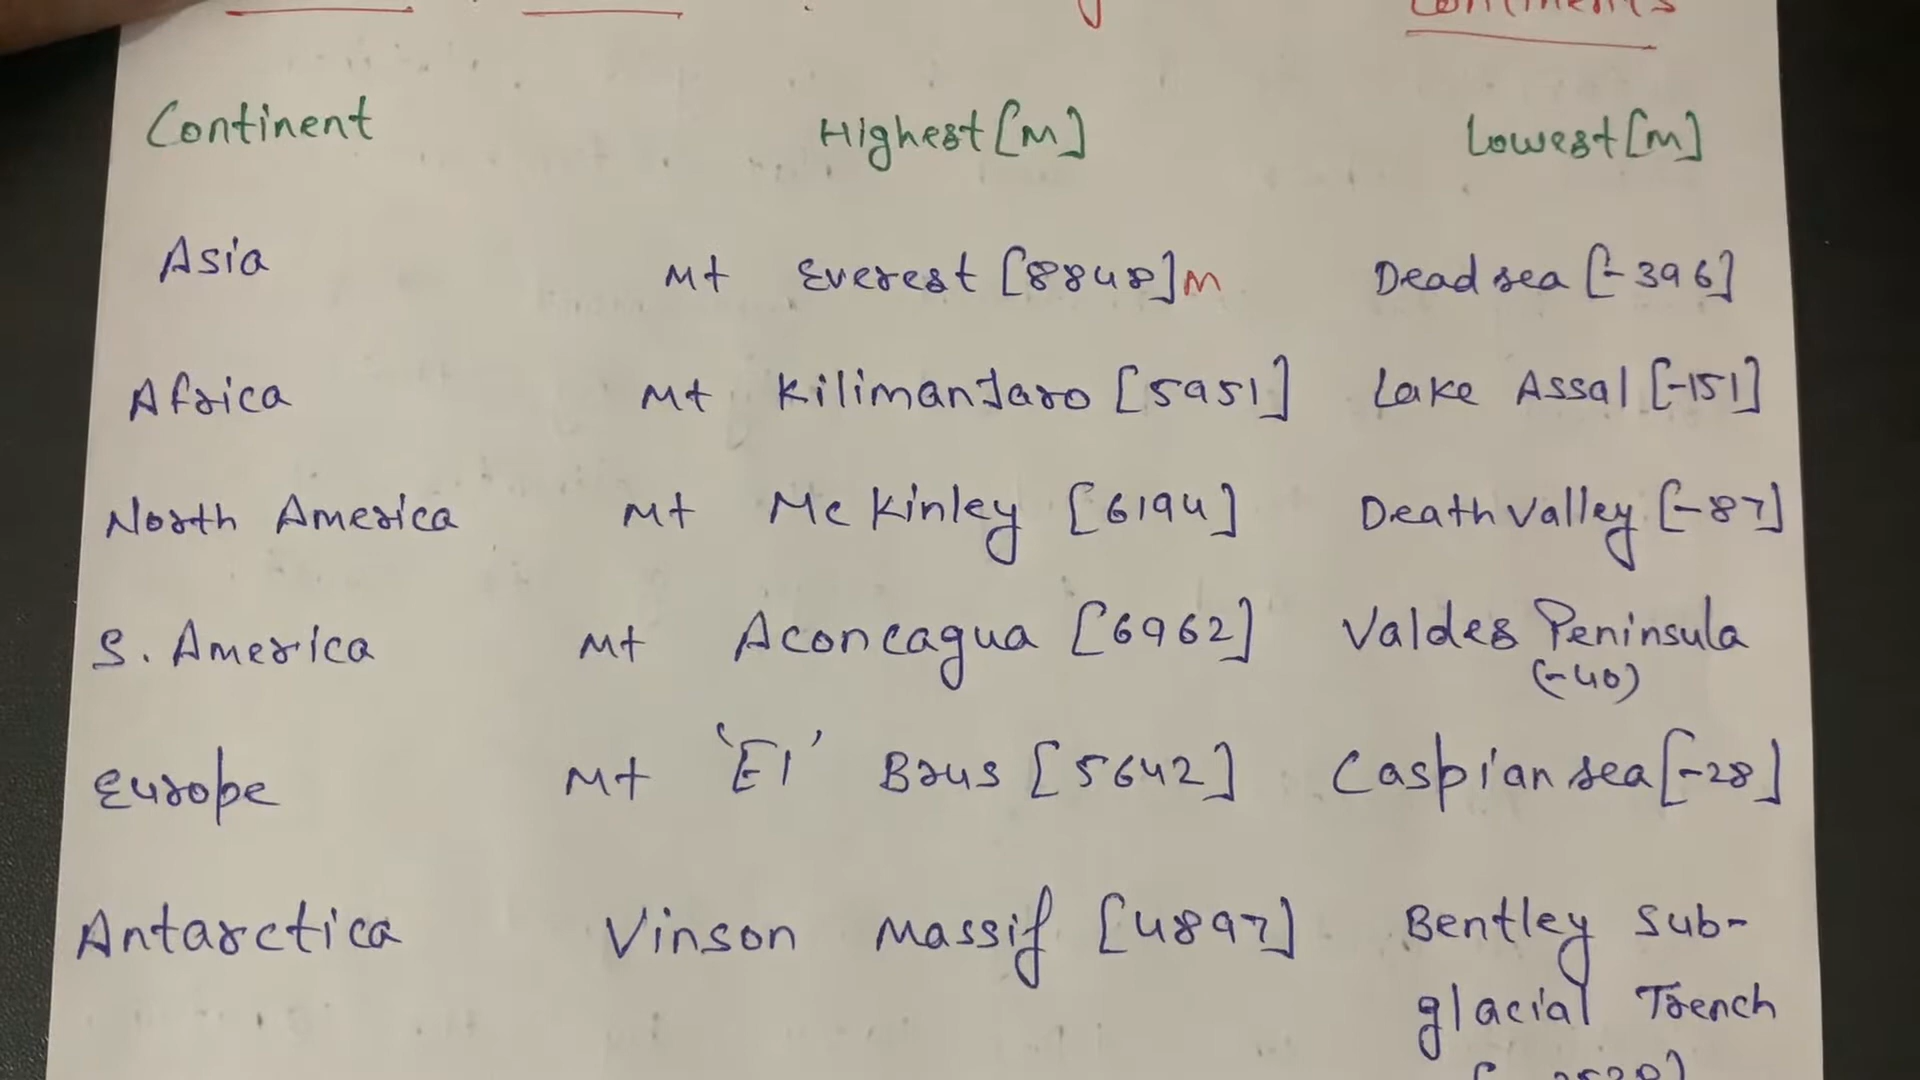 Continents
Continent Highest[M] Lowest[M]
Asia Mt Everest [8848]M Dead sea [-396]
Africa Mt KilimanJaro [5951] Lake Assal [-151]
North America Mt Mc Kinley [6194] Death valley [-87]
S. America Mt Aconcagua [6962] Valdes Peninsula
(-40)
Europe Mt 'El' Brus [5642] Caspian sea [-28]
Antarctica Vinson Massif [4897] Bentley Sub-
glacial Trench